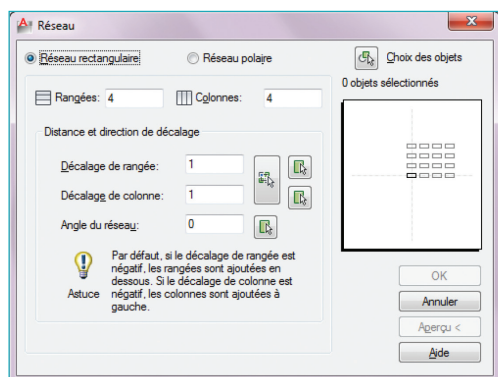 Réseau
Réseau rectangulaire
Réseau polaire
Choix des objets
0 objets sélectionnés
Rangées: 4
Colonnes: 4
Distance et direction de décalage
Décalage de rangée: 1
Décalage de colonne: 1
Angle du réseau: 0
Astuce
Par défaut, si le décalage de rangée est
négatif, les rangées sont ajoutées en
dessous. Si le décalage de colonne est
négatif, les colonnes sont ajoutées à
gauche.
OK
Annuler
Aperçu <
Aide